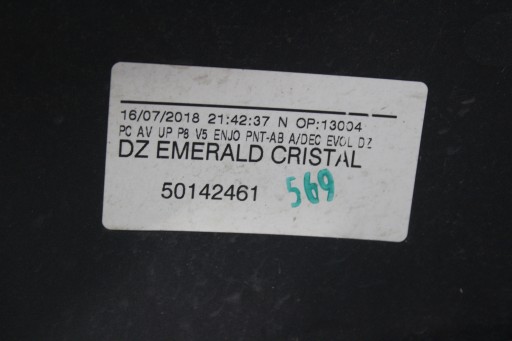 16/07/2018 21:42:37 N OP:13004
PC AV UP P8 V5 ENJO PNT-AB A/DEC EVOL DZ
DZ EMERALD CRISTAL
50142461 569